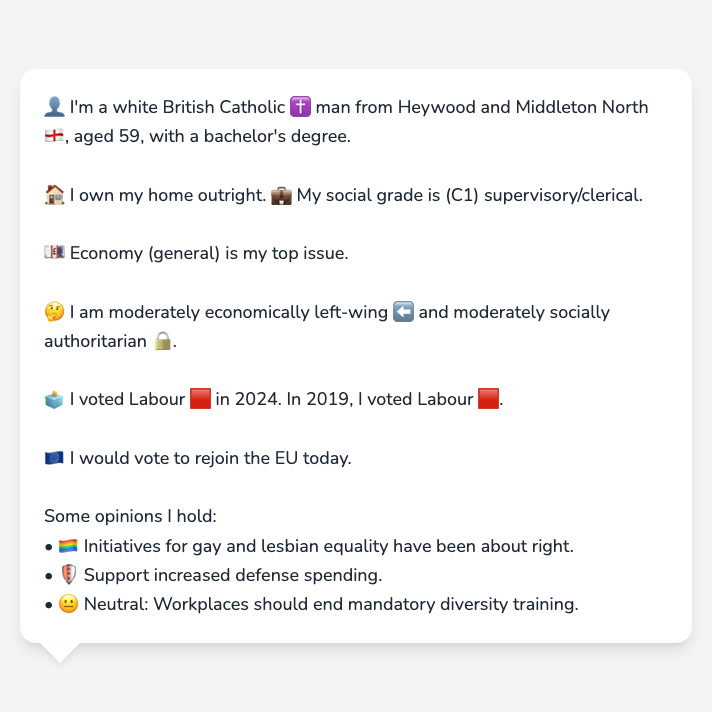 👤 I'm a white British Catholic ✝️ man from Heywood and Middleton North
🏴󠁧󠁢󠁥󠁮󠁧󠁿, aged 59, with a bachelor's degree.
🏠 I own my home outright. 💼 My social grade is (C1) supervisory/clerical.
💷 Economy (general) is my top issue.
🤔 I am moderately economically left-wing ⬅️ and moderately socially
authoritarian 🔒.
🗳️ I voted Labour 🟥 in 2024. In 2019, I voted Labour 🟥.
🇪🇺 I would vote to rejoin the EU today.
Some opinions I hold:
• 🏳️‍🌈 Initiatives for gay and lesbian equality have been about right.
• 🛡️ Support increased defense spending.
• 😐 Neutral: Workplaces should end mandatory diversity training.